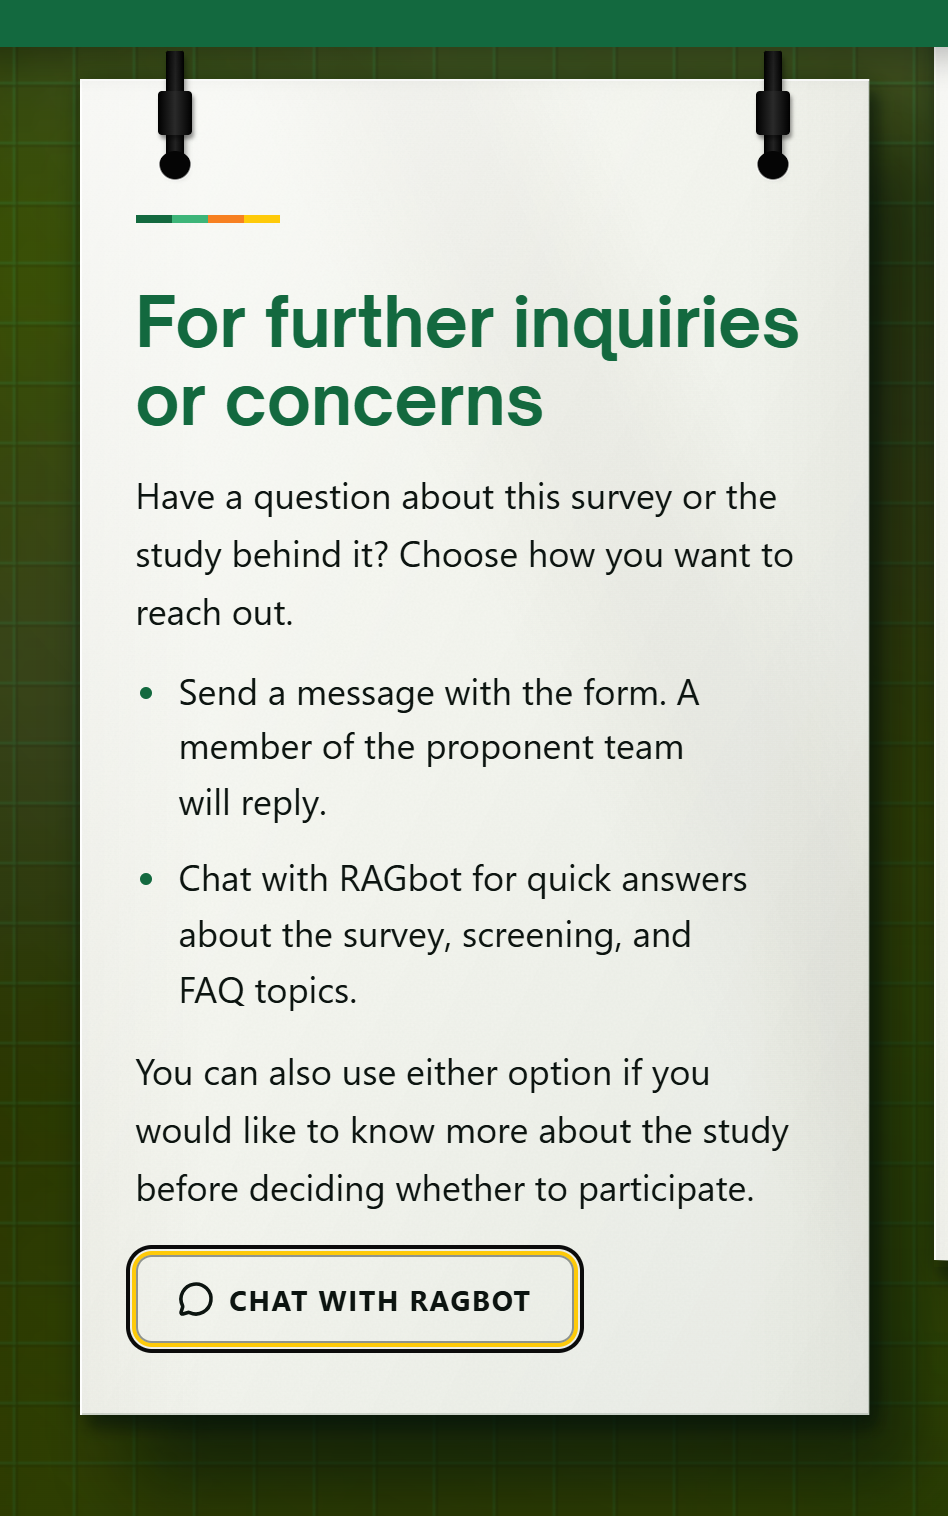 For further inquiries
or concerns
Have a question about this survey or the
study behind it? Choose how you want to
reach out.
• Send a message with the form. A
member of the proponent team
will reply.
• Chat with RAGbot for quick answers
about the survey, screening, and
FAQ topics.
You can also use either option if you
would like to know more about the study
before deciding whether to participate.
CHAT WITH RAGBOT